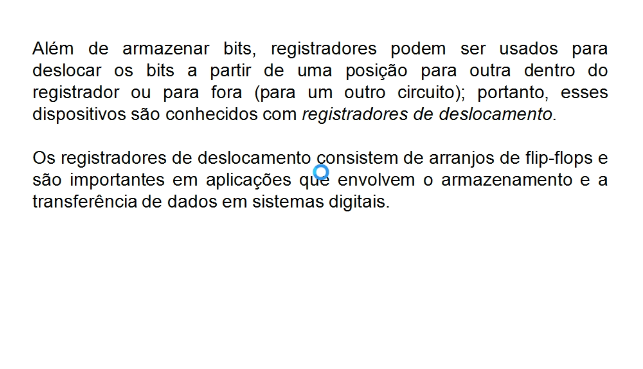 Além de armazenar bits, registradores podem ser usados para
deslocar os bits a partir de uma posição para outra dentro do
registrador ou para fora (para um outro circuito); portanto, esses
dispositivos são conhecidos com registradores de deslocamento.
Os registradores de deslocamento consistem de arranjos de flip-flops e
são importantes em aplicações que envolvem o armazenamento e a
transferência de dados em sistemas digitais.